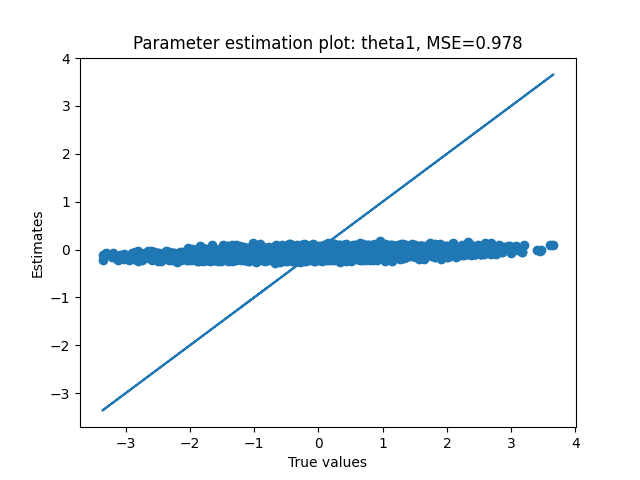 Parameter estimation plot: theta1, MSE=0.978
4
3
2
1
0
−1
−2
−3
Estimates
−3 −2 −1 0 1 2 3 4
True values